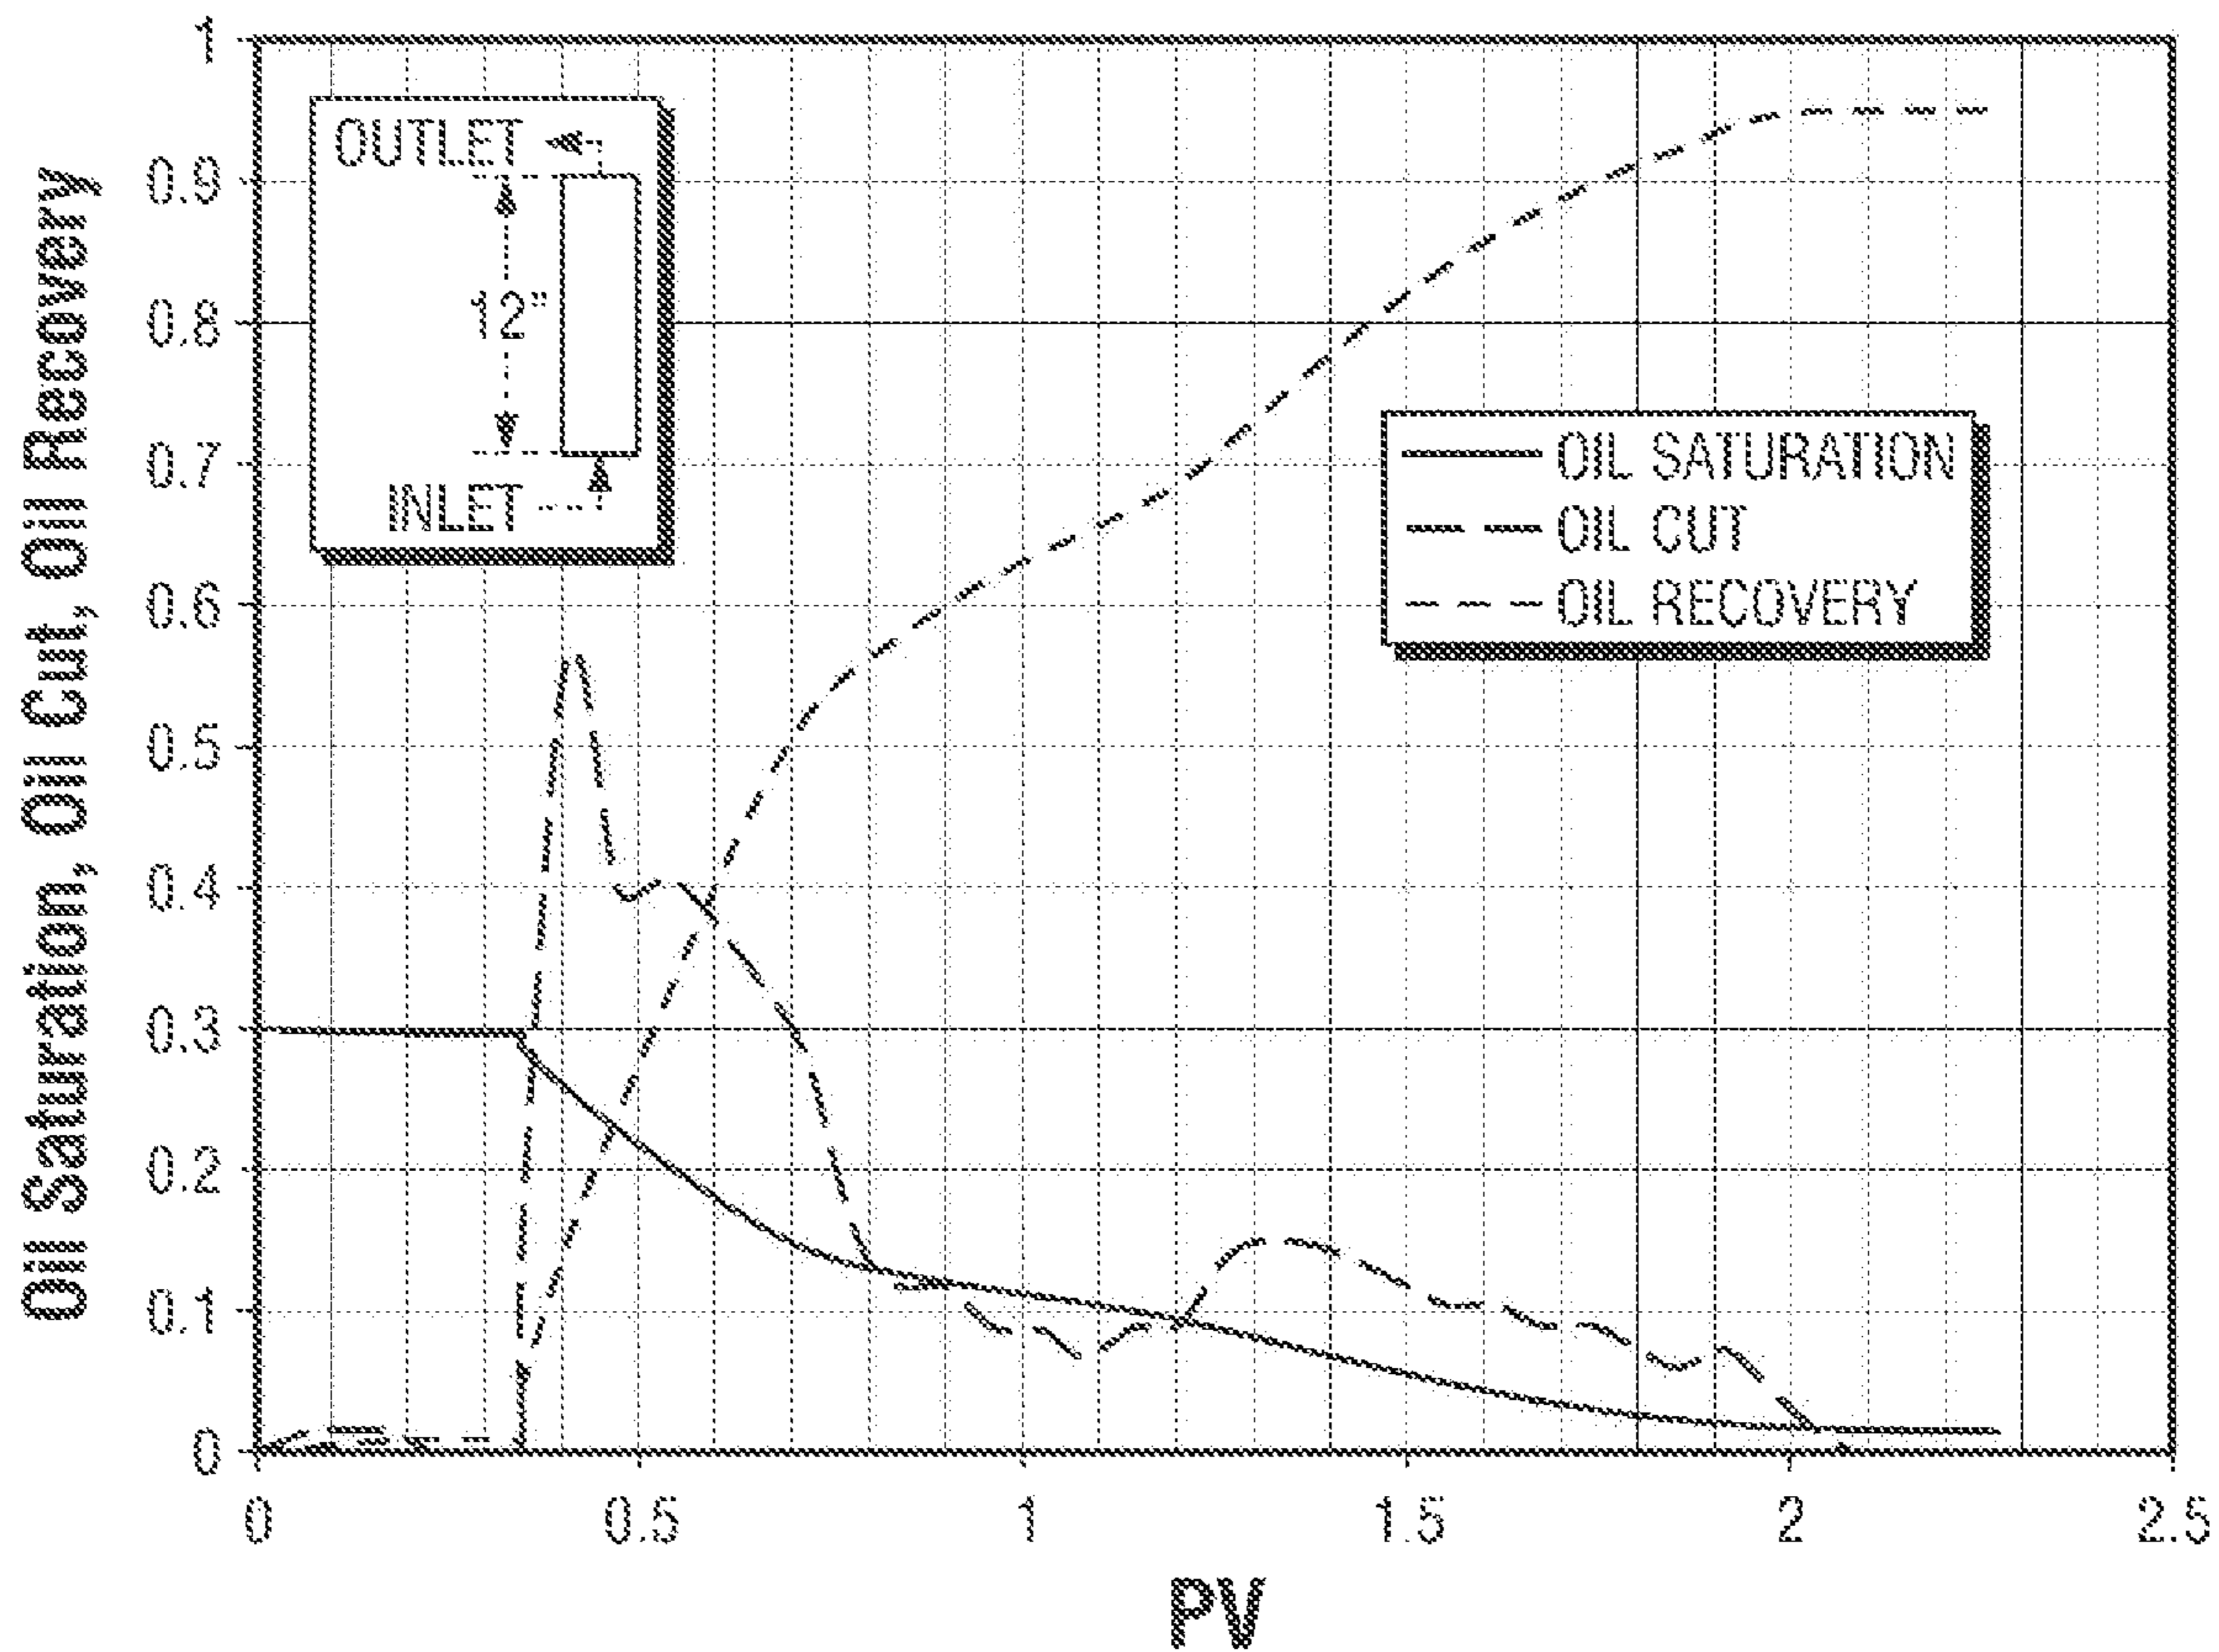 Oil Saturation, Oil Cut, Oil Recovery
1
0.9
0.8
0.7
0.6
0.5
0.4
0.3
0.2
0.1
0
OUTLET
12"
INLET
OIL SATURATION
OIL CUT
OIL RECOVERY
0 0.5 1 1.5 2 2.5
PV